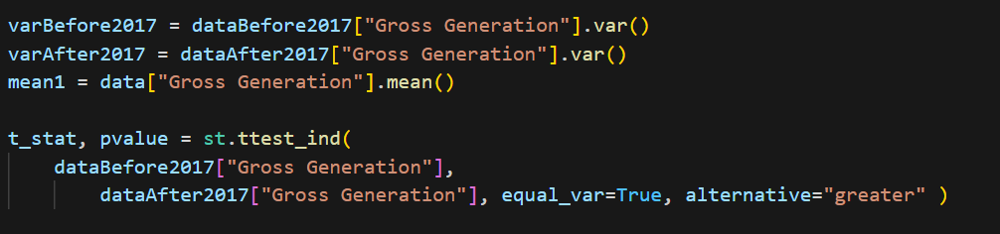 varBefore2017 = dataBefore2017["Gross Generation"].var()
varAfter2017 = dataAfter2017["Gross Generation"].var()
mean1 = data["Gross Generation"].mean()
t_stat, pvalue = st.ttest_ind(
dataBefore2017["Gross Generation"],
dataAfter2017["Gross Generation"], equal_var=True, alternative="greater" )